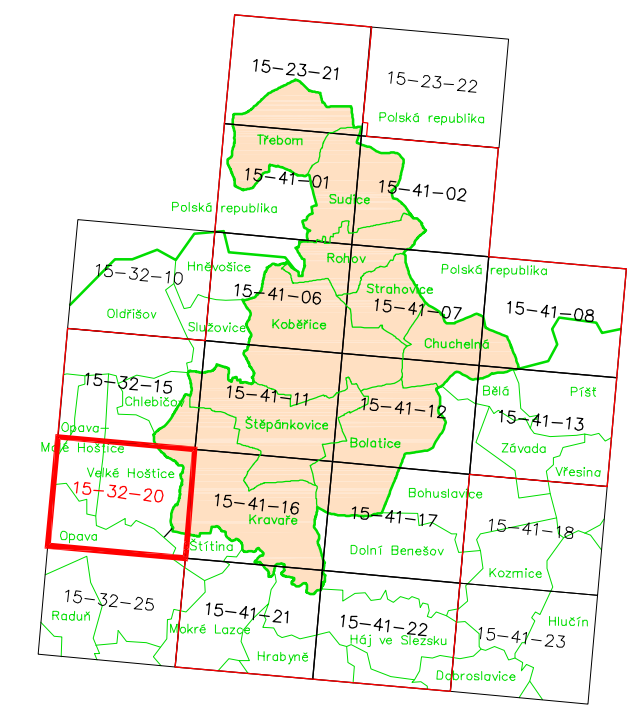 15-23-21
15-23-22
Polská republika
Třebom
15-41-01
15-41-02
Sudice
Polská republika
Rohov
Hněvošice
Polská republika
15-32-10
15-41-06
Strahovice
15-41-07
15-41-08
Oldřišov
Služovice
Kobeřice
Chuchelná
15-32-15
15-41-11
15-41-12
Bělá
Píšť
Chlebičov
Štěpánkovice
15-41-13
Opava-
Malé Hoštice
Bolatice
Závada
Velké Hoštice
Vřesina
15-32-20
15-41-16
Bohuslavice
Kravaře
15-41-17
15-41-18
Opava
Štítina
Dolní Benešov
Kozmice
15-32-25
15-41-21
15-41-22
Hlučín
Raduň
Mokré Lazce
Háj ve Slezsku
15-41-23
Hrabyně
Dobroslavice